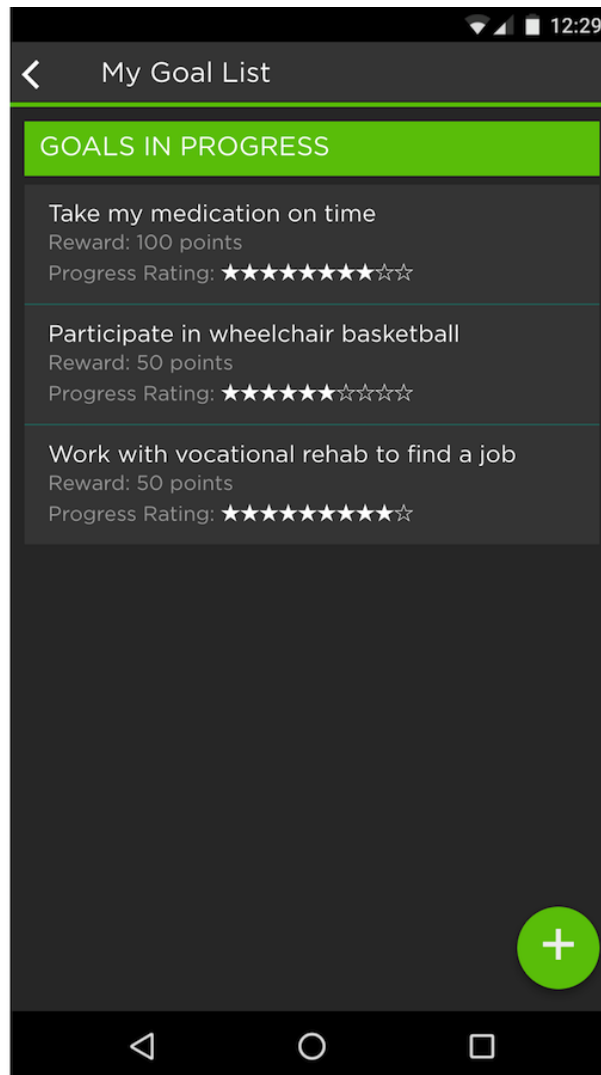 12:29
My Goal List
GOALS IN PROGRESS
Take my medication on time
Reward: 100 points
Progress Rating: ★★★★★★★★☆☆
Participate in wheelchair basketball
Reward: 50 points
Progress Rating: ★★★★★★☆☆☆☆
Work with vocational rehab to find a job
Reward: 50 points
Progress Rating: ★★★★★★★★★☆
+